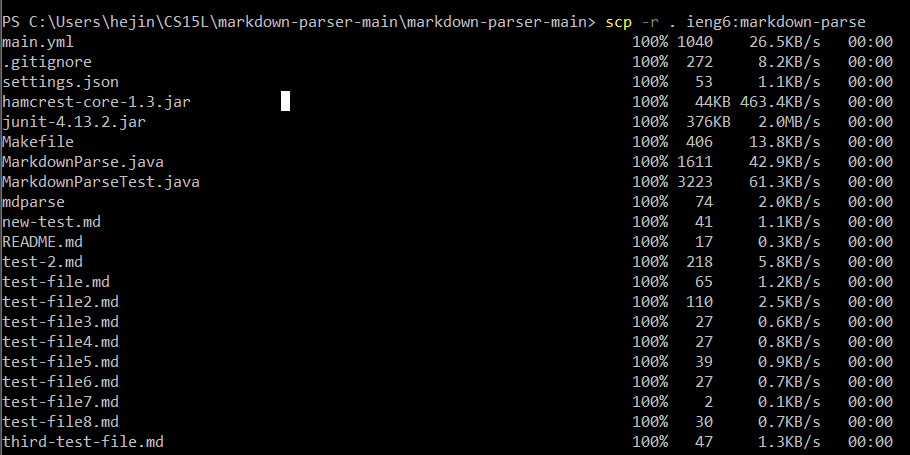 PS C:\Users\hejin\CS15L\markdown-parser-main\markdown-parser-main> scp -r . ieng6:markdown-parse
main.yml 100% 1040 26.5KB/s 00:00
.gitignore 100% 272 8.2KB/s 00:00
settings.json 100% 53 1.1KB/s 00:00
hamcrest-core-1.3.jar 100% 44KB 463.4KB/s 00:00
junit-4.13.2.jar 100% 376KB 2.0MB/s 00:00
Makefile 100% 406 13.8KB/s 00:00
MarkdownParse.java 100% 1611 42.9KB/s 00:00
MarkdownParseTest.java 100% 3223 61.3KB/s 00:00
mdparse 100% 74 2.0KB/s 00:00
new-test.md 100% 41 1.1KB/s 00:00
README.md 100% 17 0.3KB/s 00:00
test-2.md 100% 218 5.8KB/s 00:00
test-file.md 100% 65 1.2KB/s 00:00
test-file2.md 100% 110 2.5KB/s 00:00
test-file3.md 100% 27 0.6KB/s 00:00
test-file4.md 100% 27 0.8KB/s 00:00
test-file5.md 100% 39 0.9KB/s 00:00
test-file6.md 100% 27 0.7KB/s 00:00
test-file7.md 100% 2 0.1KB/s 00:00
test-file8.md 100% 30 0.7KB/s 00:00
third-test-file.md 100% 47 1.3KB/s 00:00